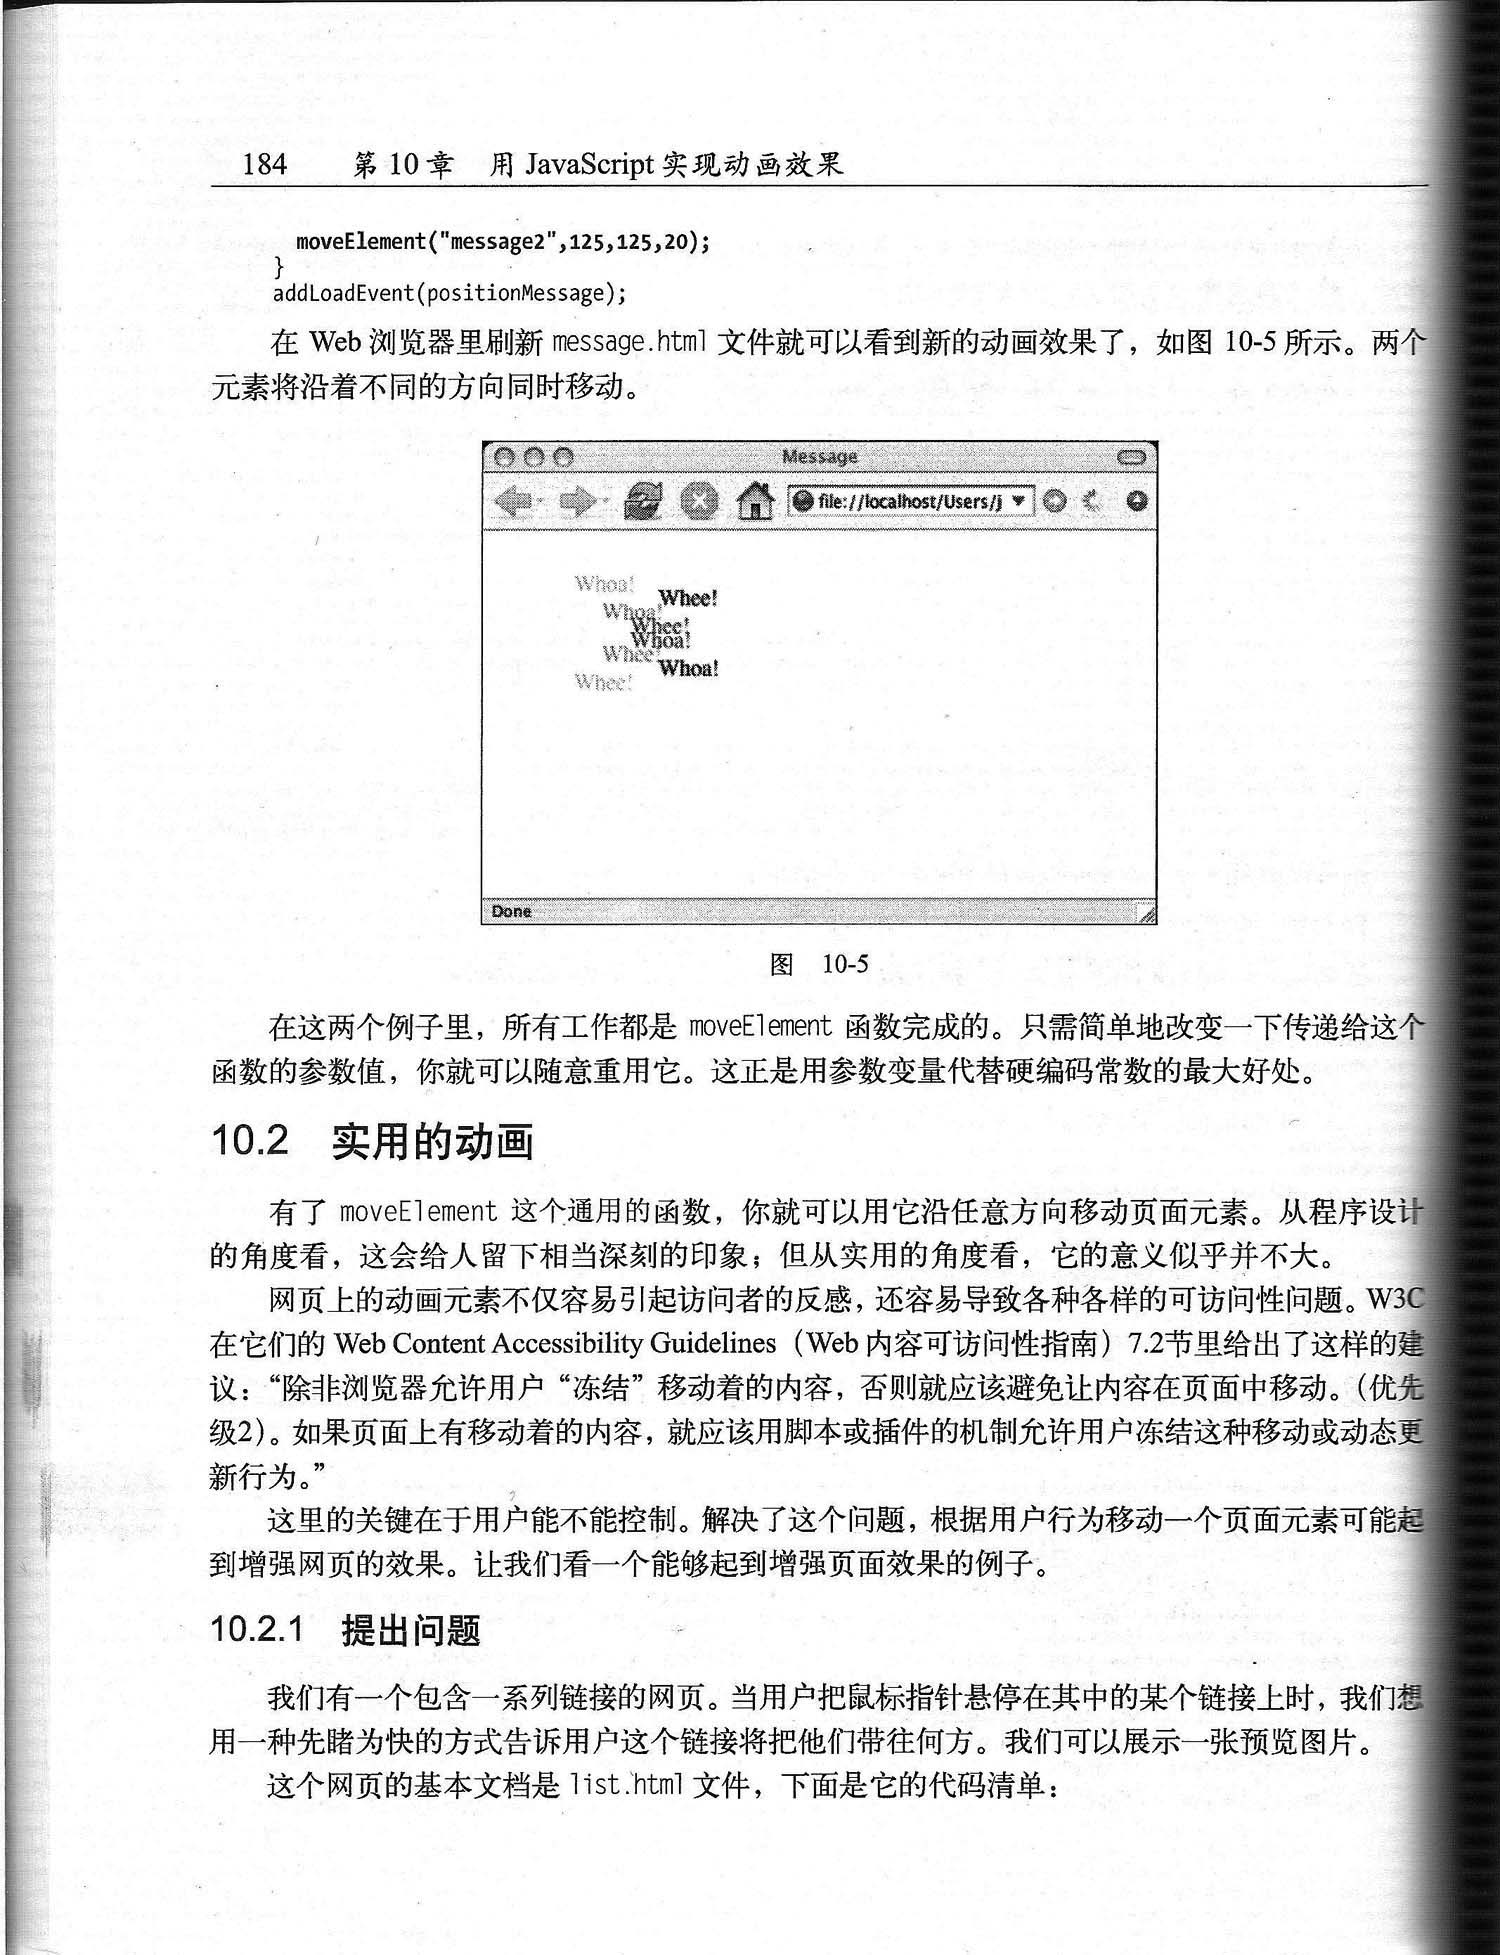 184 第 10 章 用 JavaScript 实现动画效果
moveElement("message2",125,125,20);
}
addLoadEvent(positionMessage);
在 Web 浏览器里刷新 message.html 文件就可以看到新的动画效果了，如图 10-5 所示。两个
元素将沿着不同的方向同时移动。
Message
file://localhost/Users/j
Whoa!
Whee!
Whoa!
Whee!
Whoa!
Whee!
Whoa!
Whee!
Done
图 10-5
在这两个例子里，所有工作都是 moveElement 函数完成的。只需简单地改变一下传递给这个
函数的参数值，你就可以随意重用它。这正是用参数变量代替硬编码常数的最大好处。
10.2 实用的动画
有了 moveElement 这个通用的函数，你就可以用它沿任意方向移动页面元素。从程序设计
的角度看，这会给人留下相当深刻的印象；但从实用的角度看，它的意义似乎并不大。
网页上的动画元素不仅容易引起访问者的反感，还容易导致各种各样的可访问性问题。W3C
在它们的 Web Content Accessibility Guidelines（Web 内容可访问性指南）7.2节里给出了这样的建
议：“除非浏览器允许用户“冻结”移动着的内容，否则就应该避免让内容在页面中移动。（优先
级2）。如果页面上有移动着的内容，就应该用脚本或插件的机制允许用户冻结这种移动或动态更
新行为。”
这里的关键在于用户能不能控制。解决了这个问题，根据用户行为移动一个页面元素可能起
到增强网页的效果。让我们看一个能够起到增强页面效果的例子。
10.2.1 提出问题
我们有一个包含一系列链接的网页。当用户把鼠标指针悬停在其中的某个链接上时，我们想
用一种先睹为快的方式告诉用户这个链接将把他们带往何方。我们可以展示一张预览图片。
这个网页的基本文档是 list.html 文件，下面是它的代码清单：